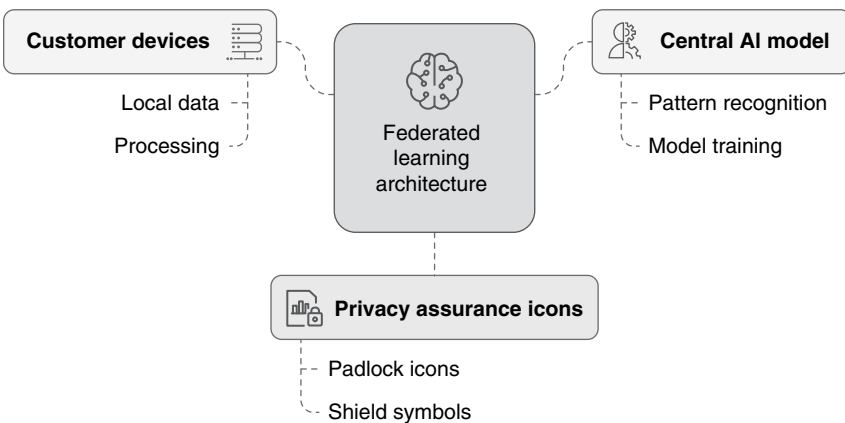 Customer devices
Local data
Processing
Federated
learning
architecture
Central AI model
Pattern recognition
Model training
Privacy assurance icons
Padlock icons
Shield symbols